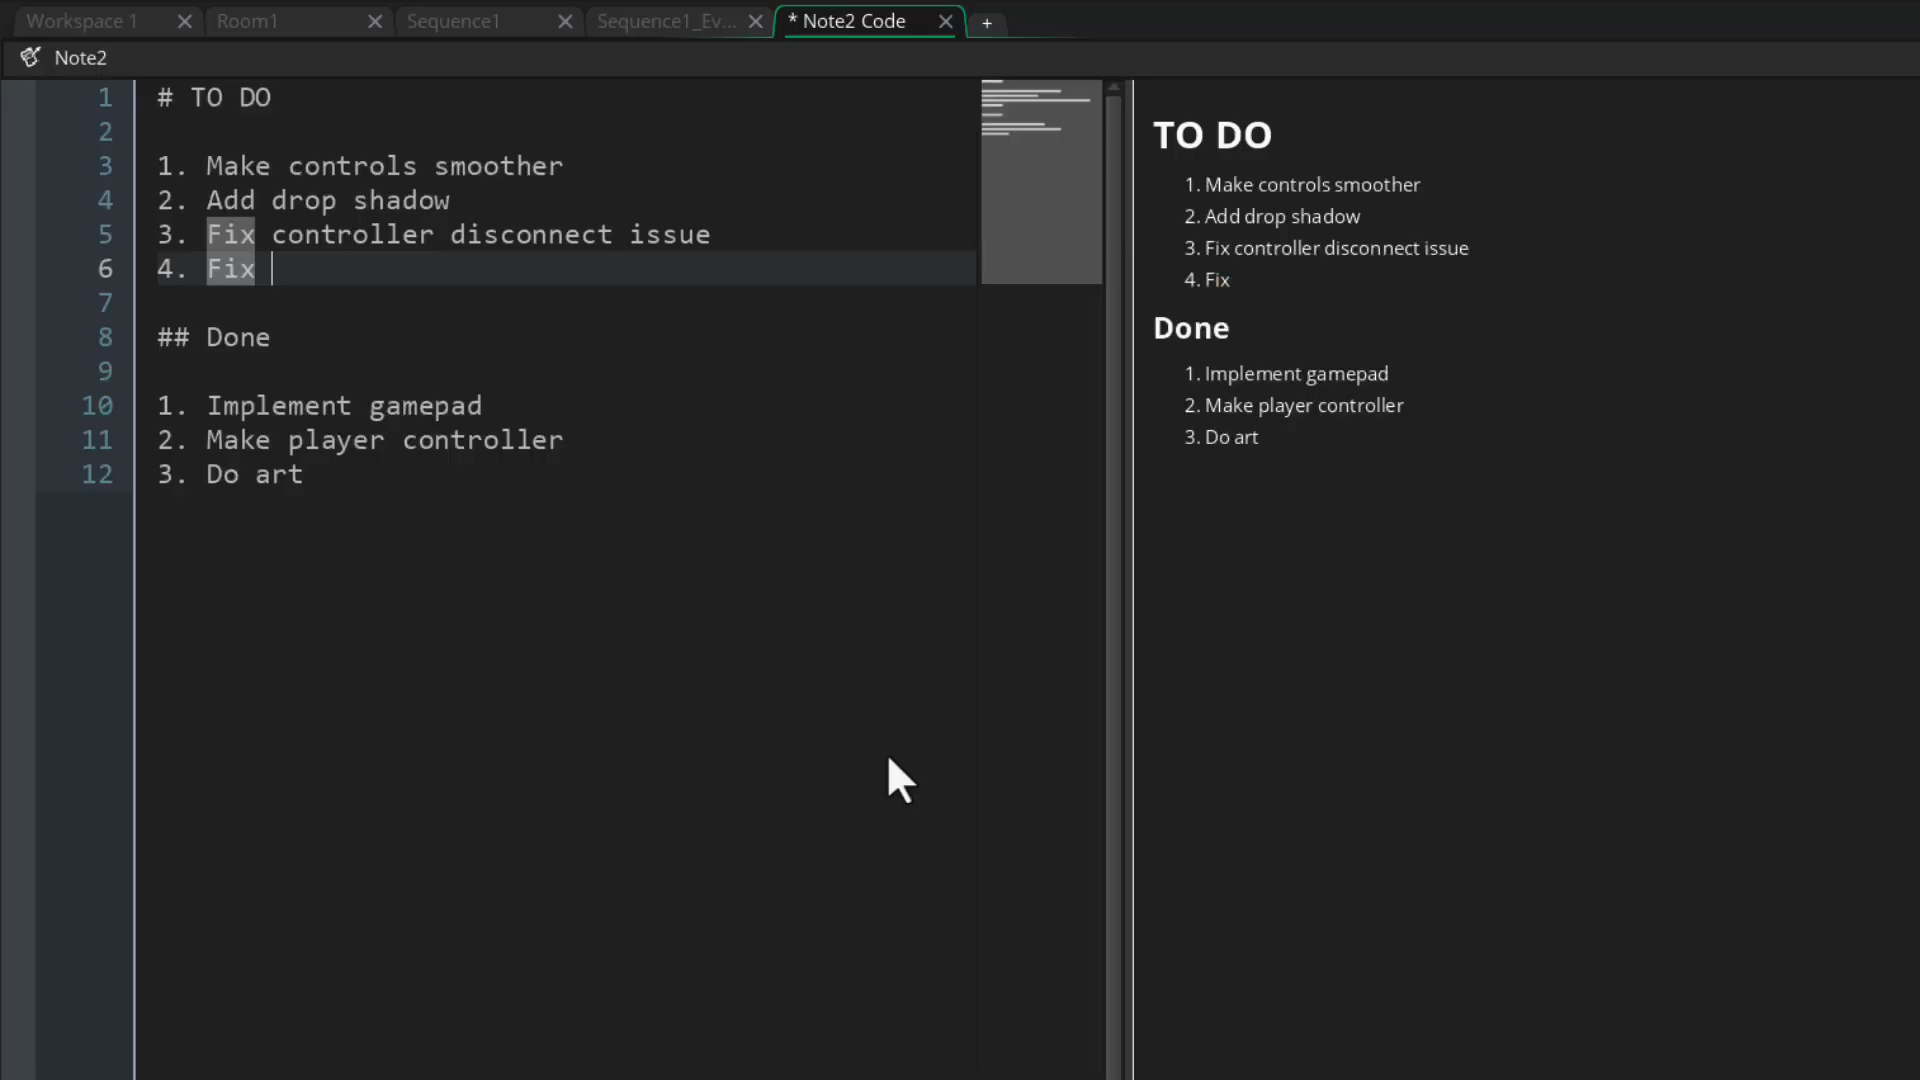 Workspace 1
Room1
Sequence1
Sequence1_Ev...
* Note2 Code
+
Note2
1 # TO DO
2
3 1. Make controls smoother
4 2. Add drop shadow
5 3. Fix controller disconnect issue
6 4. Fix
7
8 ## Done
9
10 1. Implement gamepad
11 2. Make player controller
12 3. Do art
TO DO
1. Make controls smoother
2. Add drop shadow
3. Fix controller disconnect issue
4. Fix
Done
1. Implement gamepad
2. Make player controller
3. Do art